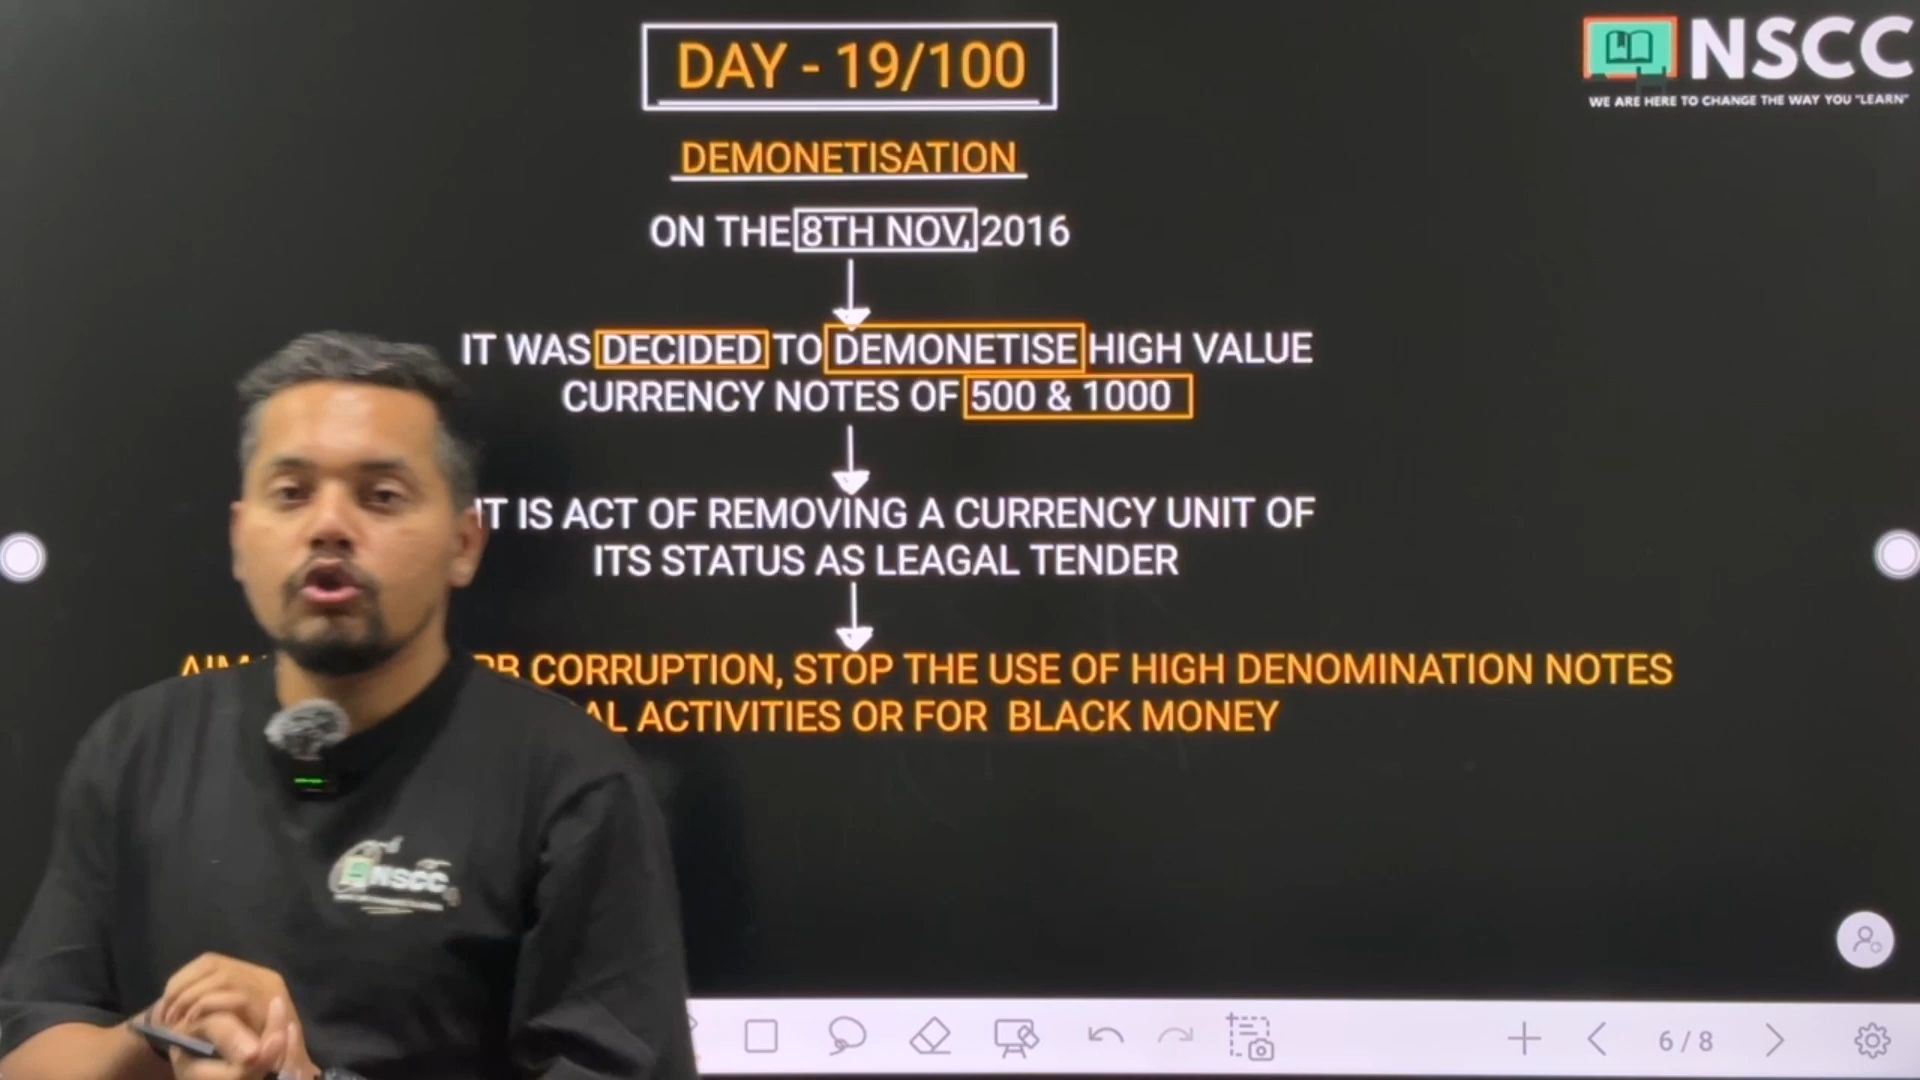 DAY - 19/100
NSCC
WE ARE HERE TO CHANGE THE WAY YOU "LEARN"
DEMONETISATION
ON THE 8TH NOV, 2016
IT WAS DECIDED TO DEMONETISE HIGH VALUE
CURRENCY NOTES OF 500 & 1000
IT IS ACT OF REMOVING A CURRENCY UNIT OF
ITS STATUS AS LEAGAL TENDER
CORRUPTION, STOP THE USE OF HIGH DENOMINATION NOTES
ACTIVITIES OR FOR BLACK MONEY
NSCC
6 / 8